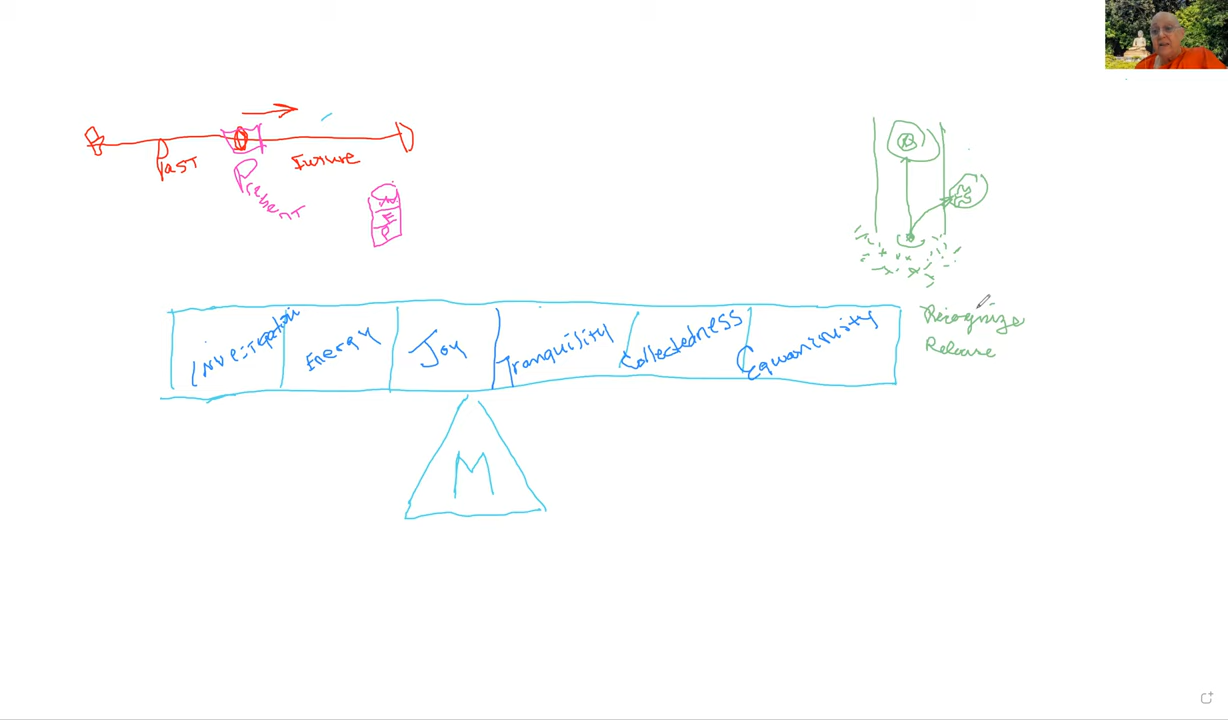 Past
Future
Present
Investigation
Energy
Joy
Tranquility
Collectedness
Equanimity
Recognize
Release
M